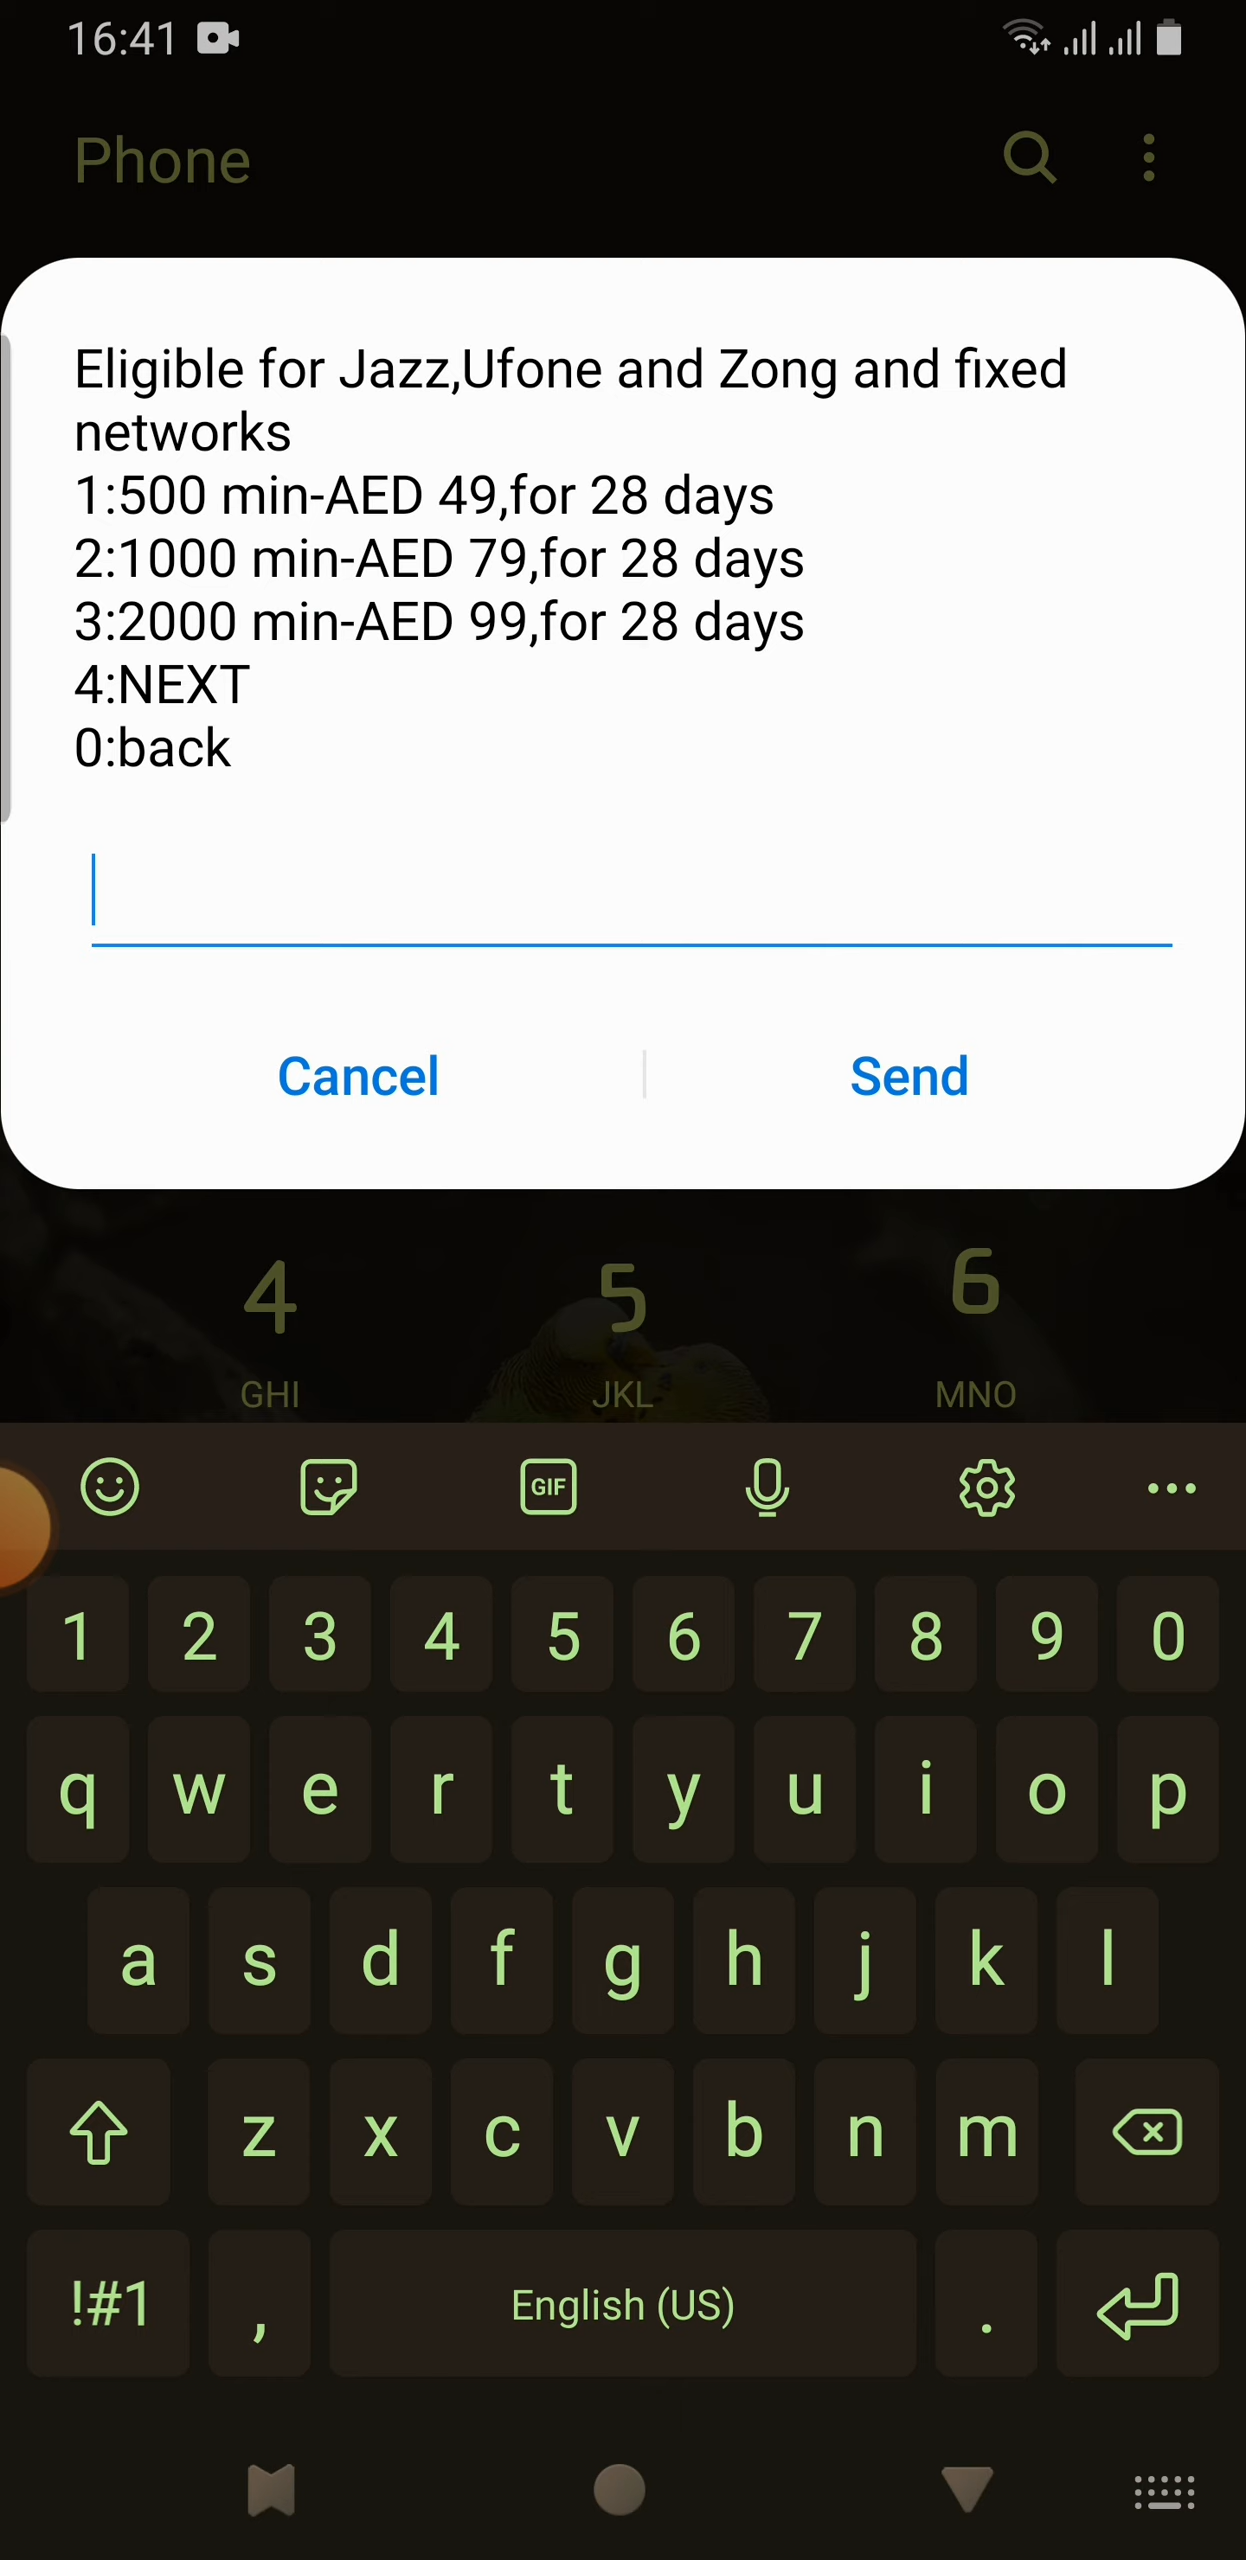 16:41
Phone
Eligible for Jazz,Ufone and Zong and fixed
networks
1:500 min-AED 49,for 28 days
2:1000 min-AED 79,for 28 days
3:2000 min-AED 99,for 28 days
4:NEXT
0:back
Cancel
Send
4 5 6
GHI JKL MNO
GIF
1 2 3 4 5 6 7 8 9 0
q w e r t y u i o p
a s d f g h j k l
z x c v b n m
!#1 , English (US) .